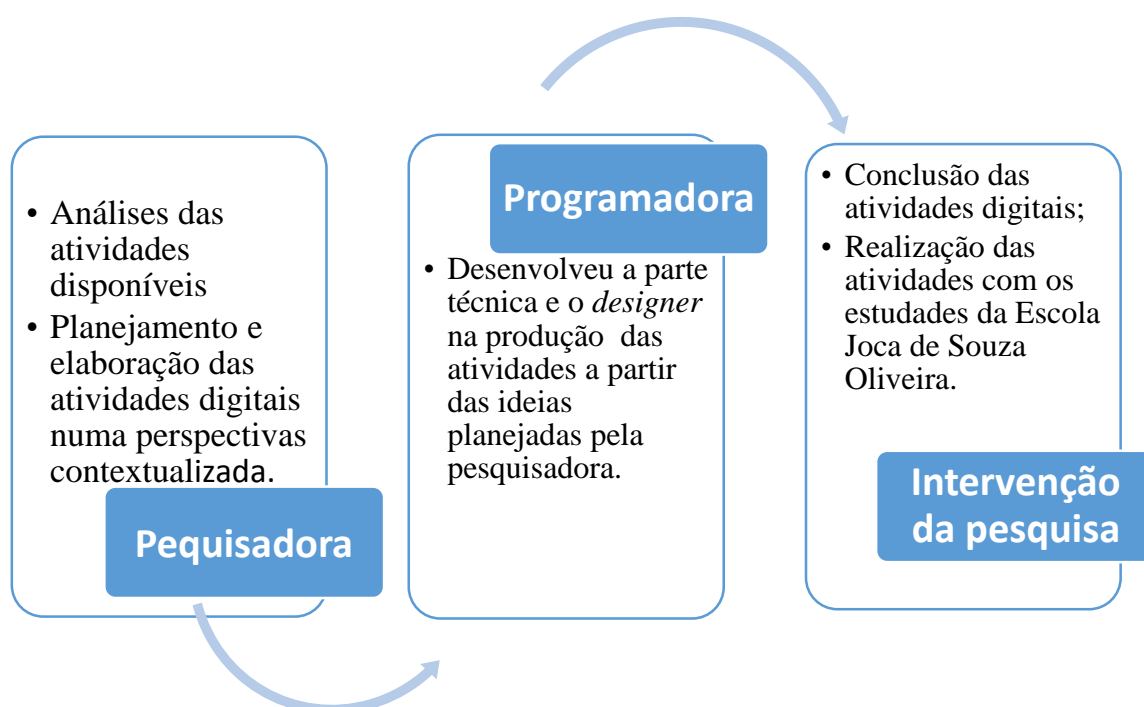 • Análises das
atividades
disponíveis
• Planejamento e
elaboração das
atividades digitais
numa perspectivas
contextualizada.
Pequisadora
Programadora
• Desenvolveu a parte
técnica e o designer
na produção das
atividades a partir
das ideias
planejadas pela
pesquisadora.
• Conclusão das
atividades digitais;
• Realização das
atividades com os
estudades da Escola
Joca de Souza
Oliveira.
Intervenção
da pesquisa